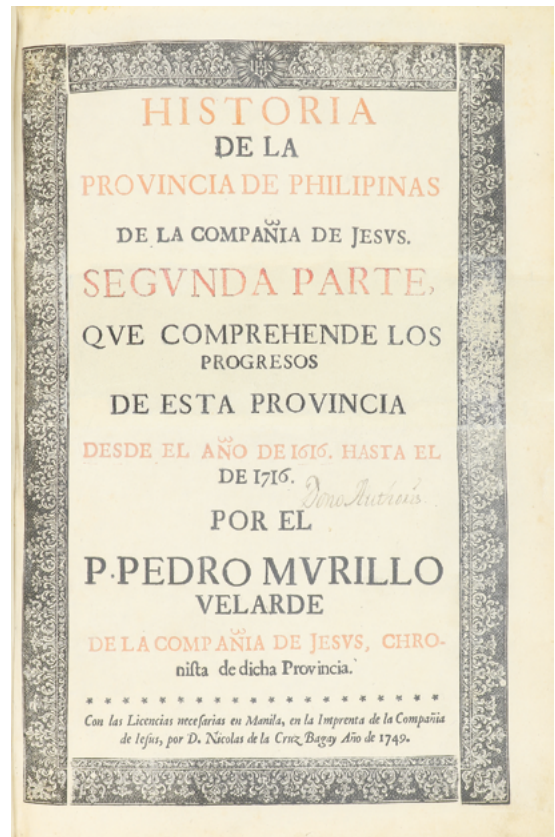 IHS
HISTORIA
DE LA
PROVINCIA DE PHILIPINAS
DE LA COMPAÑIA DE JESVS.
SEGVNDA PARTE,
QVE COMPREHENDE LOS
PROGRESOS
DE ESTA PROVINCIA
DESDE EL AÑO DE 1616. HASTA EL
DE 1716.
POR EL
P. PEDRO MVRILLO
VELARDE
DE LA COMPAÑIA DE JESVS, CHRO-
niſta de dicha Provincia.
* * * * * * * * * * * * * * * * * * * * *
Con las Licencias neceſarias en Manila, en la Imprenta de la Compañia
de Ieſus, por D. Nicolas de la Cruz Bagay Año de 1749.